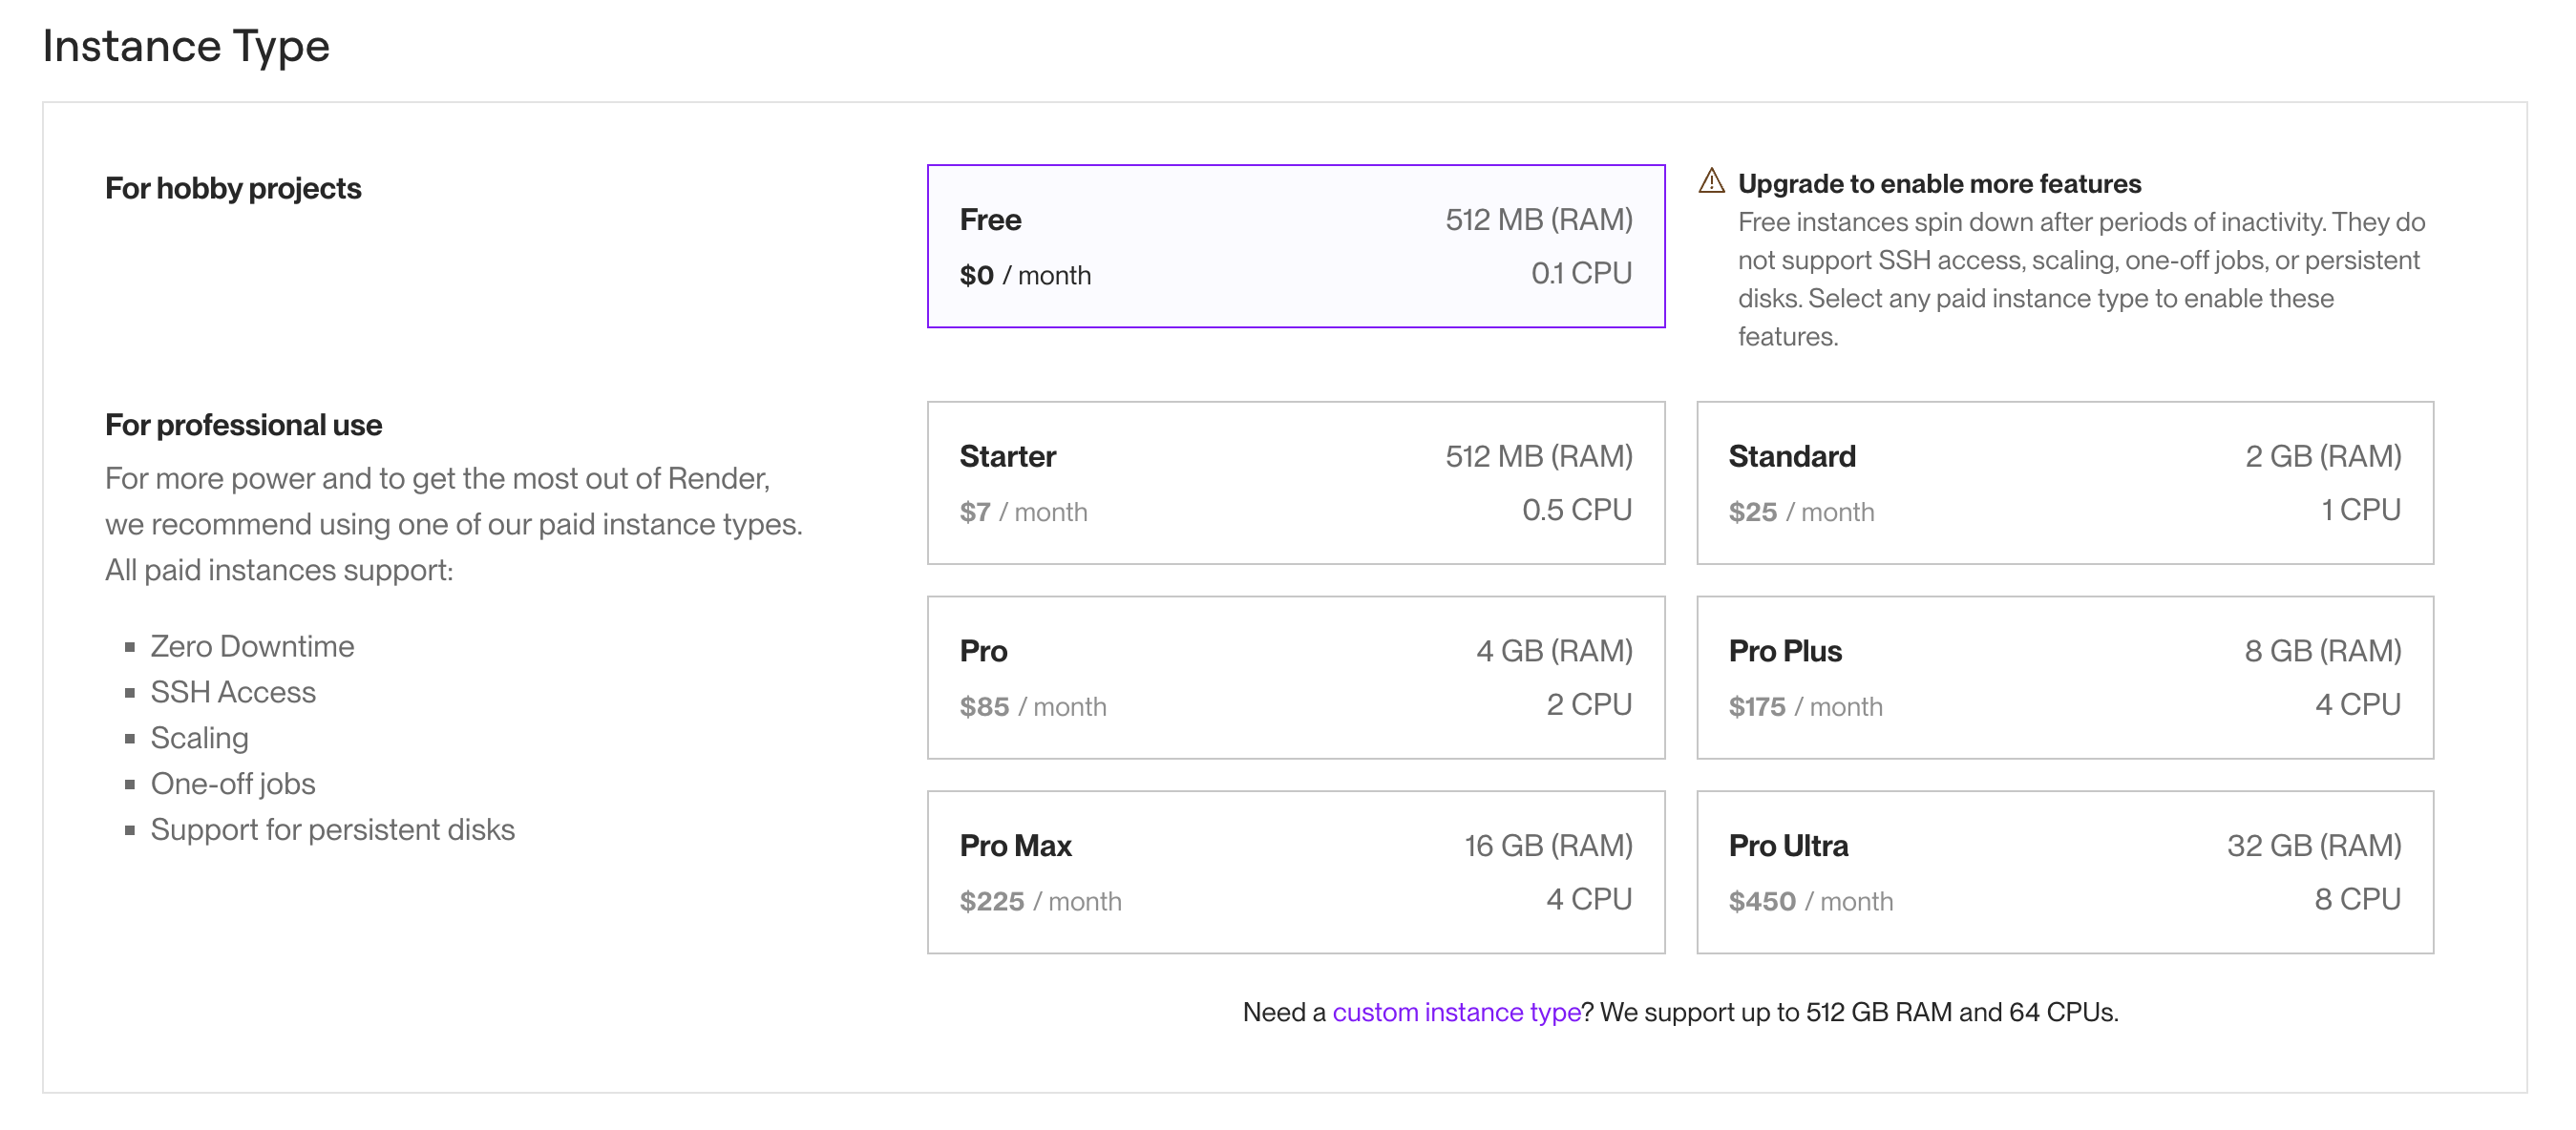 Instance Type
For hobby projects
Free
512 MB (RAM)
$0 / month
0.1 CPU
Upgrade to enable more features
Free instances spin down after periods of inactivity. They do
not support SSH access, scaling, one-off jobs, or persistent
disks. Select any paid instance type to enable these
features.
For professional use
For more power and to get the most out of Render,
we recommend using one of our paid instance types.
All paid instances support:
Zero Downtime
SSH Access
Scaling
One-off jobs
Support for persistent disks
Starter
512 MB (RAM)
$7 / month
0.5 CPU
Standard
2 GB (RAM)
$25 / month
1 CPU
Pro
4 GB (RAM)
$85 / month
2 CPU
Pro Plus
8 GB (RAM)
$175 / month
4 CPU
Pro Max
16 GB (RAM)
$225 / month
4 CPU
Pro Ultra
32 GB (RAM)
$450 / month
8 CPU
Need a custom instance type? We support up to 512 GB RAM and 64 CPUs.